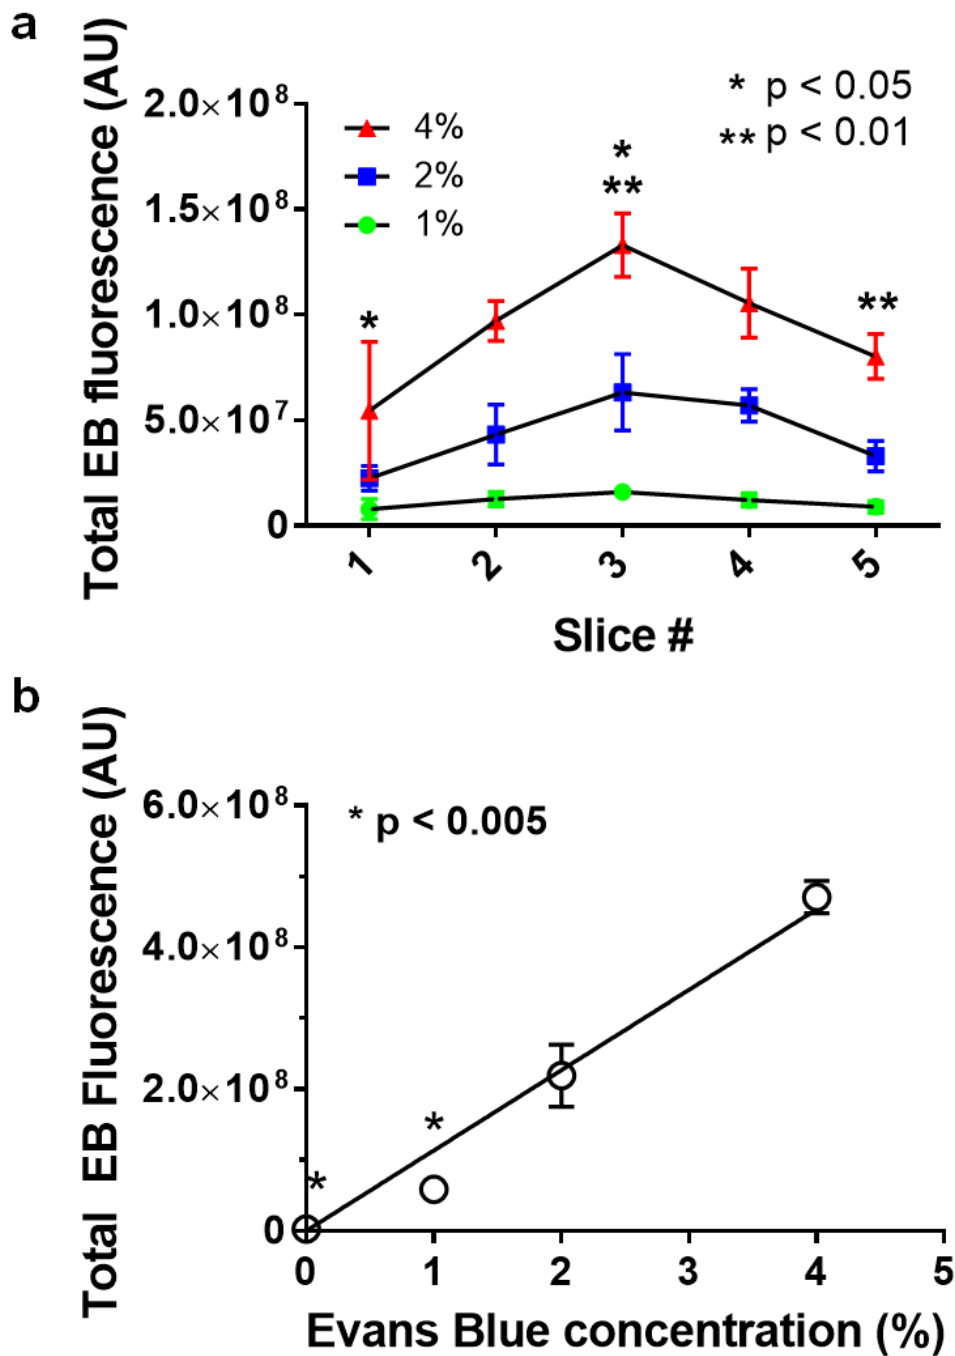 a
Total EB fluorescence (AU)
2.0×10⁸
1.5×10⁸
1.0×10⁸
5.0×10⁷
0
4%
2%
1%
* p < 0.05
** p < 0.01
*
*
**
**
1 2 3 4 5
Slice #
b
Total EB Fluorescence (AU)
6.0×10⁸
4.0×10⁸
2.0×10⁸
0
* p < 0.005
*
*
0 1 2 3 4 5
Evans Blue concentration (%)